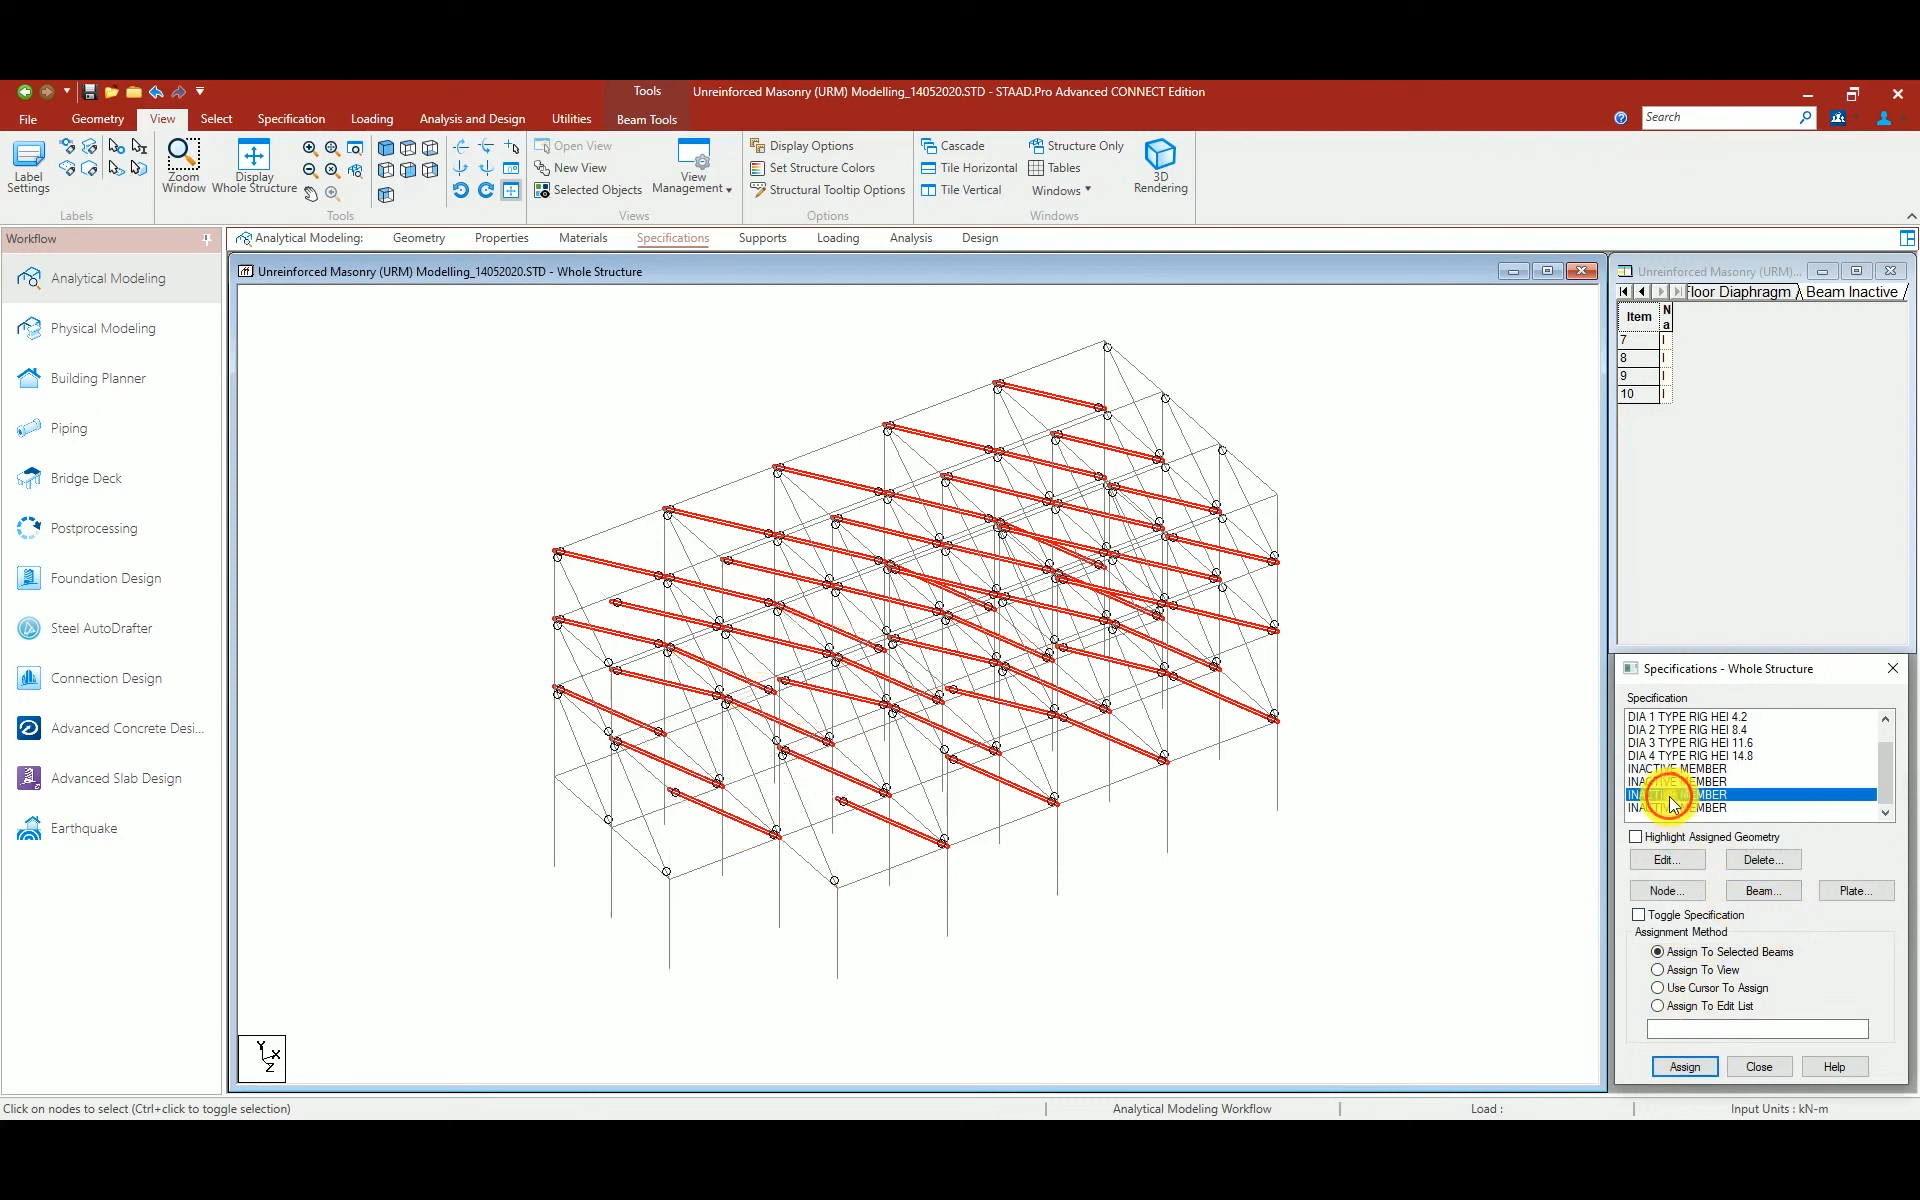 Tools
Unreinforced Masonry (URM) Modelling_14052020.STD - STAAD.Pro Advanced CONNECT Edition
File
Geometry
View
Select
Specification
Loading
Analysis and Design
Utilities
Beam Tools
Search
Label Settings
Zoom Window
Display Whole Structure
Open View
New View
Selected Objects
View Management
Display Options
Set Structure Colors
Structural Tooltip Options
Cascade
Tile Horizontal
Tile Vertical
Structure Only
Tables
Windows
3D Rendering
Labels
Tools
Views
Options
Windows
Workflow
Analytical Modeling:
Geometry
Properties
Materials
Specifications
Supports
Loading
Analysis
Design
Analytical Modeling
Physical Modeling
Building Planner
Piping
Bridge Deck
Postprocessing
Foundation Design
Steel AutoDrafter
Connection Design
Advanced Concrete Desi...
Advanced Slab Design
Earthquake
Unreinforced Masonry (URM) Modelling_14052020.STD - Whole Structure
Y
X
Z
Unreinforced Masonry (URM)...
Floor Diaphragm
Beam Inactive
Item
N
a
7
8
9
10
Specifications - Whole Structure
Specification
DIA 1 TYPE RIG HEI 4.2
DIA 2 TYPE RIG HEI 8.4
DIA 3 TYPE RIG HEI 11.6
DIA 4 TYPE RIG HEI 14.8
INACTIVE MEMBER
INACTIVE MEMBER
INACTIVE MEMBER
INACTIVE MEMBER
Highlight Assigned Geometry
Edit...
Delete...
Node...
Beam...
Plate...
Toggle Specification
Assignment Method
Assign To Selected Beams
Assign To View
Use Cursor To Assign
Assign To Edit List
Assign
Close
Help
Click on nodes to select (Ctrl+click to toggle selection)
Analytical Modeling Workflow
Load :
Input Units : kN-m